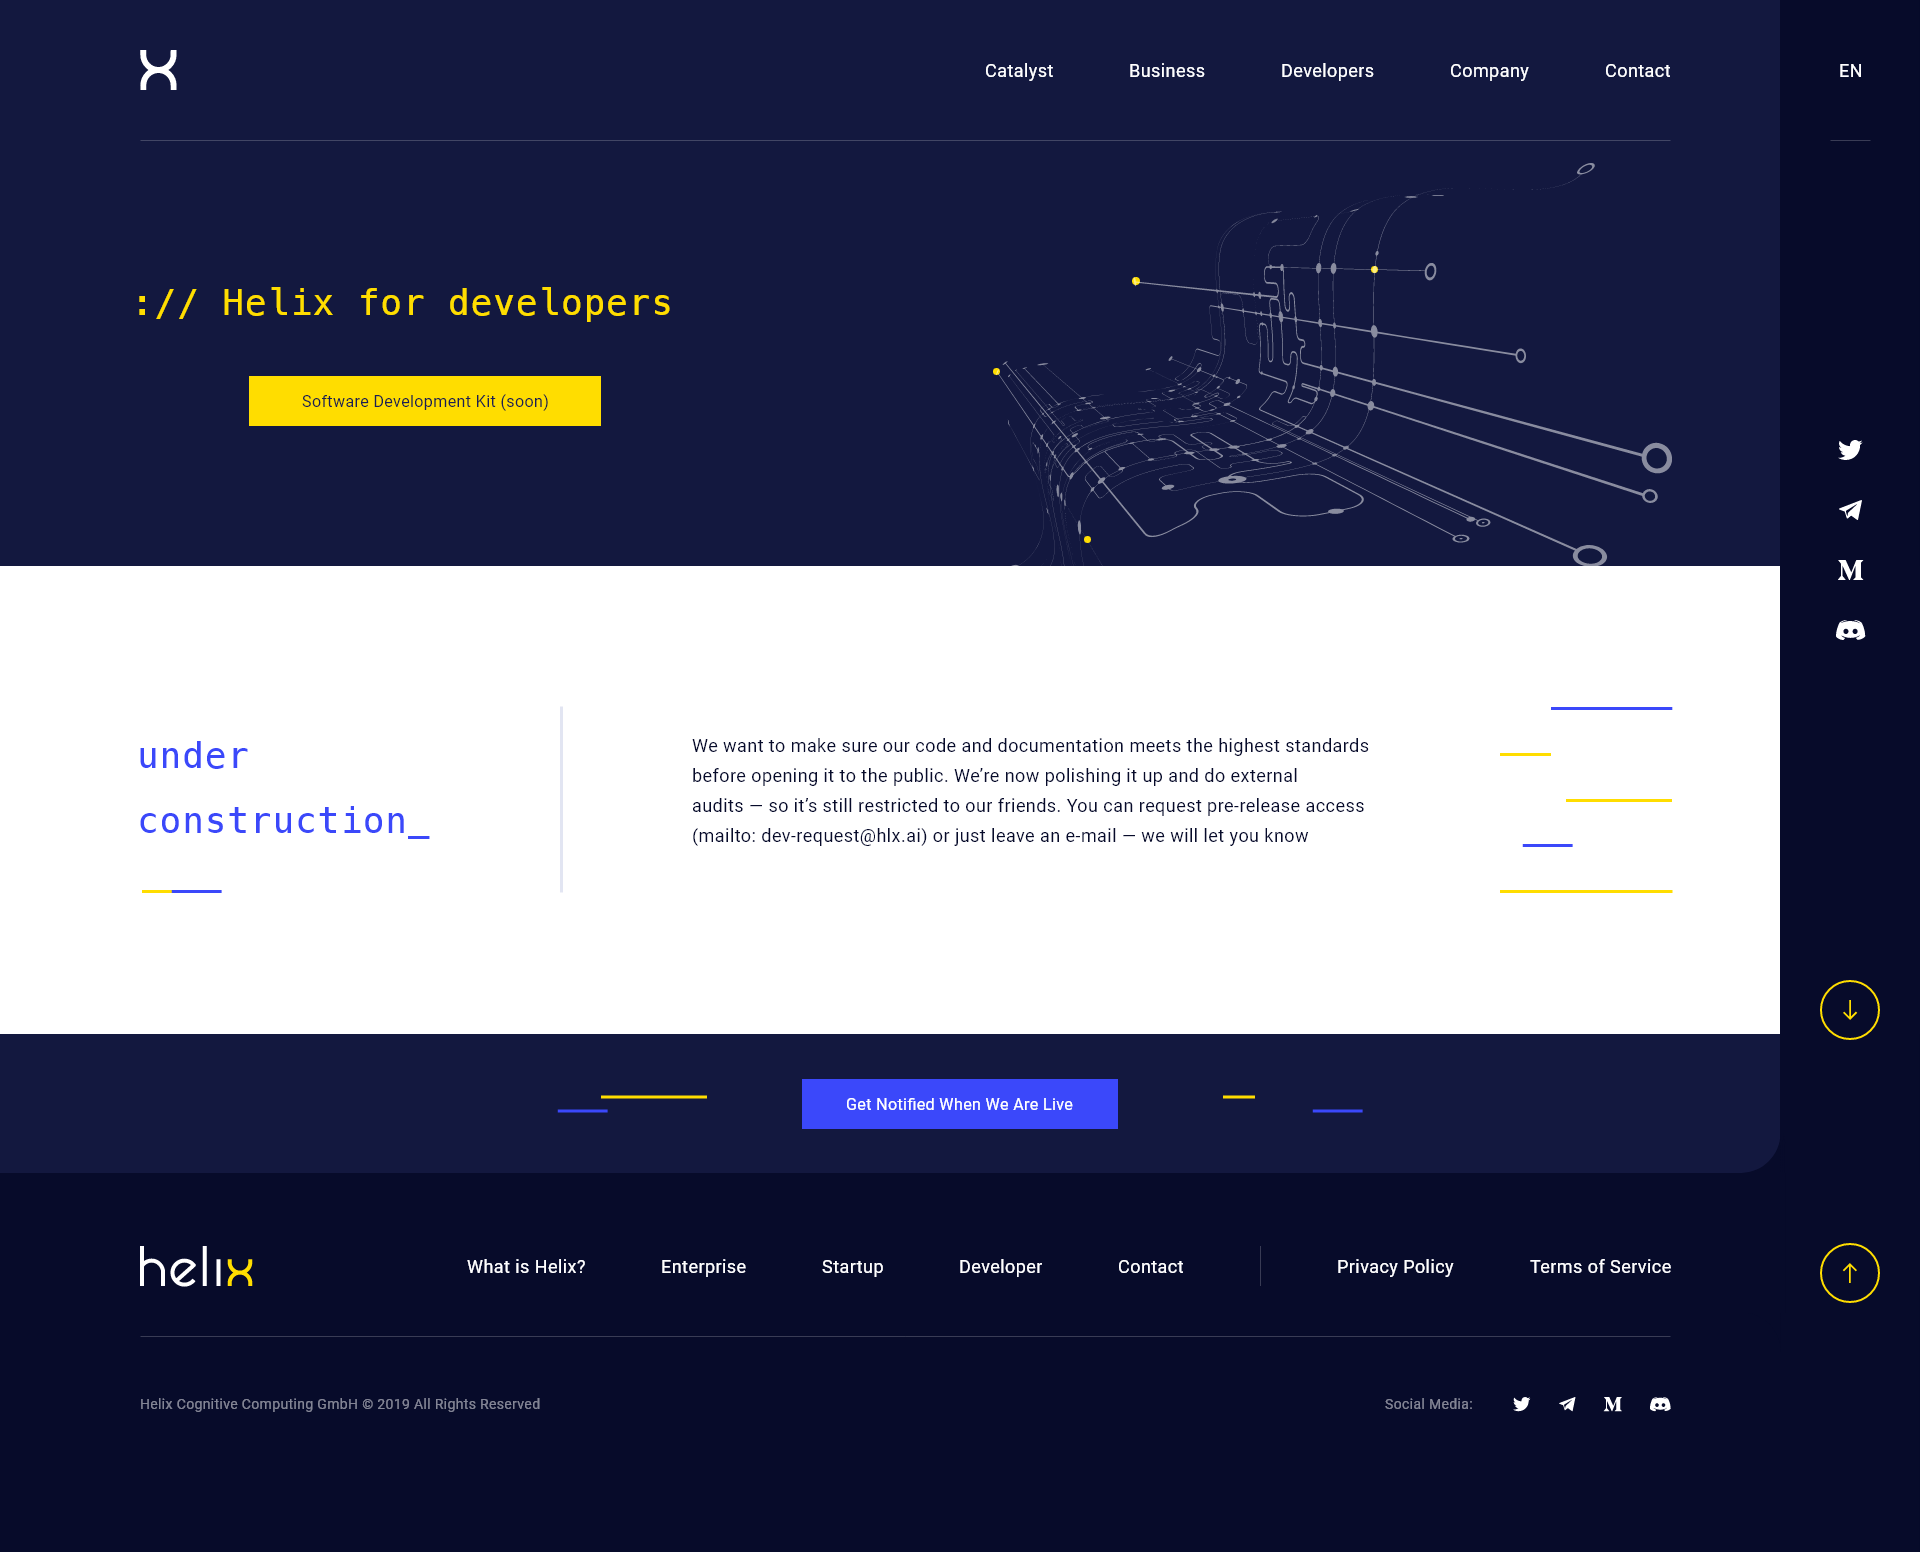 Catalyst Business Developers Company Contact EN
:// Helix for developers
Software Development Kit (soon)
under
construction_
We want to make sure our code and documentation meets the highest standards
before opening it to the public. We’re now polishing it up and do external
audits — so it’s still restricted to our friends. You can request pre-release access
(mailto: dev-request@hlx.ai) or just leave an e-mail — we will let you know
Get Notified When We Are Live
helix What is Helix? Enterprise Startup Developer Contact Privacy Policy Terms of Service
Helix Cognitive Computing GmbH © 2019 All Rights Reserved Social Media: